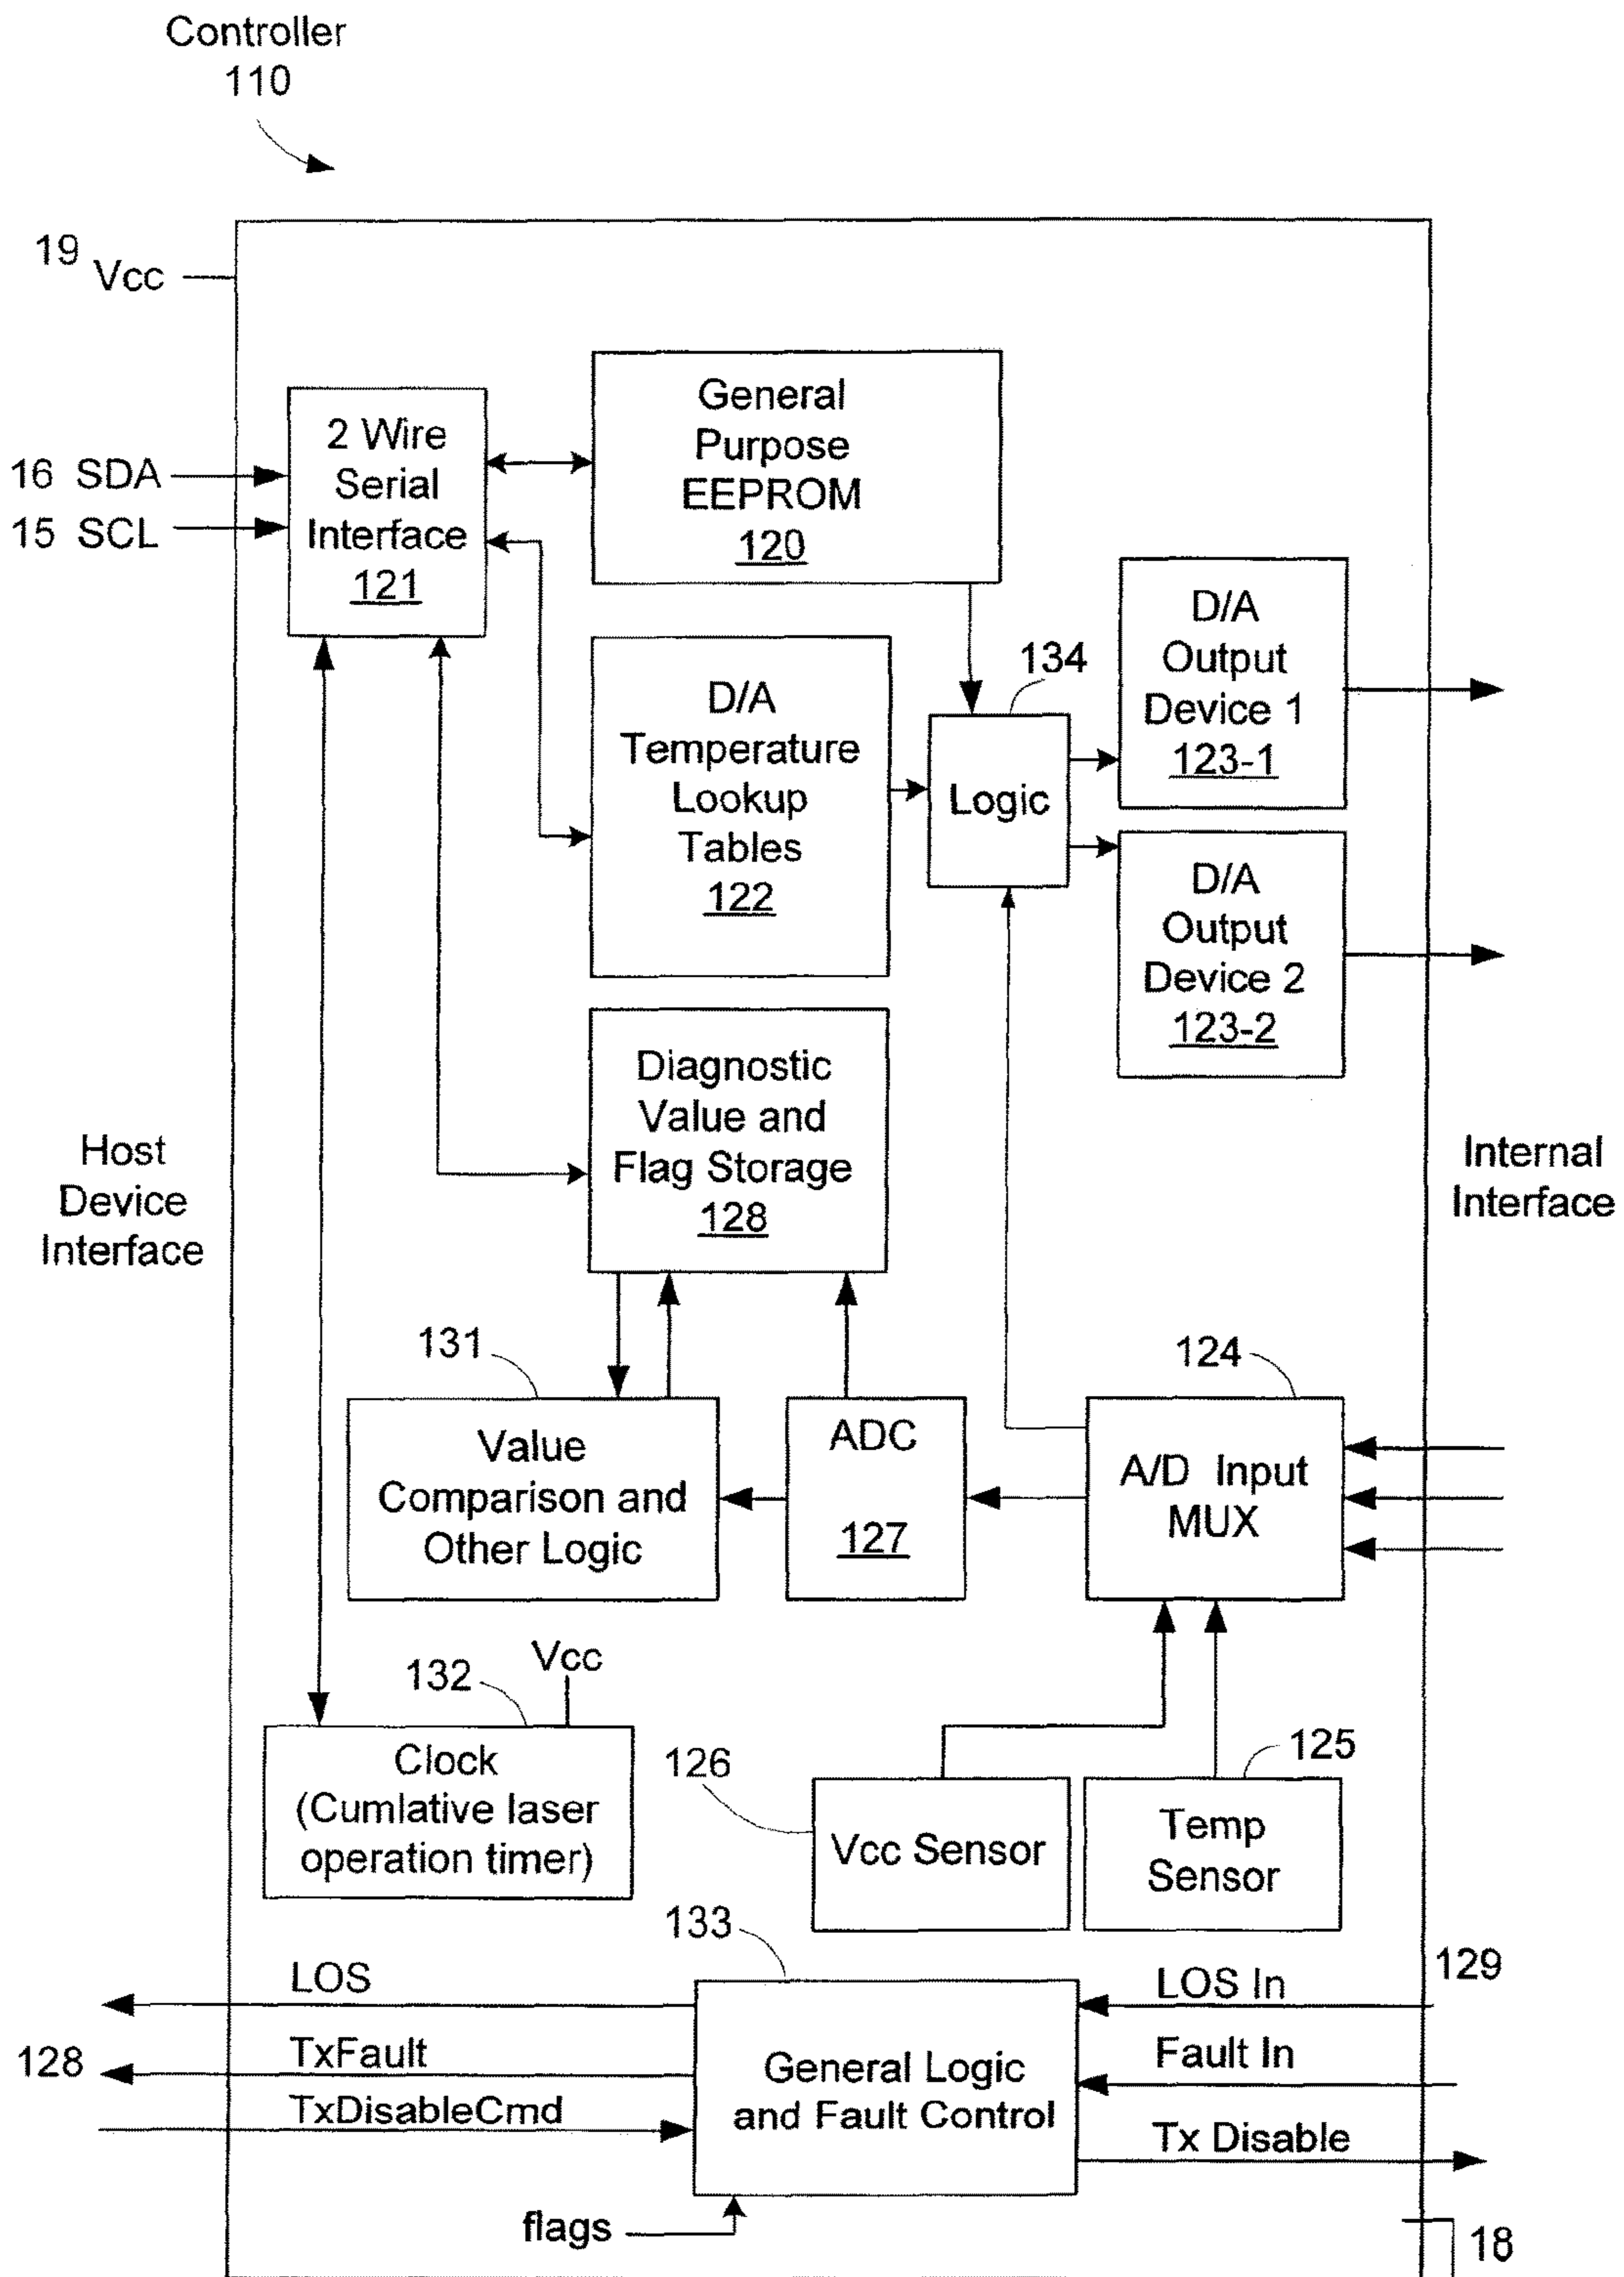 Controller
110
19
Vcc
16 SDA
15 SCL
2 Wire
Serial
Interface
121
General
Purpose
EEPROM
120
D/A
Temperature
Lookup
Tables
122
134
Logic
D/A
Output
Device 1
123-1
D/A
Output
Device 2
123-2
Host
Device
Interface
Diagnostic
Value and
Flag Storage
128
Internal
Interface
131
Value
Comparison and
Other Logic
ADC
127
124
A/D Input
MUX
132
Vcc
Clock
(Cumlative laser
operation timer)
126
Vcc Sensor
125
Temp
Sensor
133
General Logic
and Fault Control
LOS
128
TxFault
TxDisableCmd
flags
129
LOS In
Fault In
Tx Disable
18